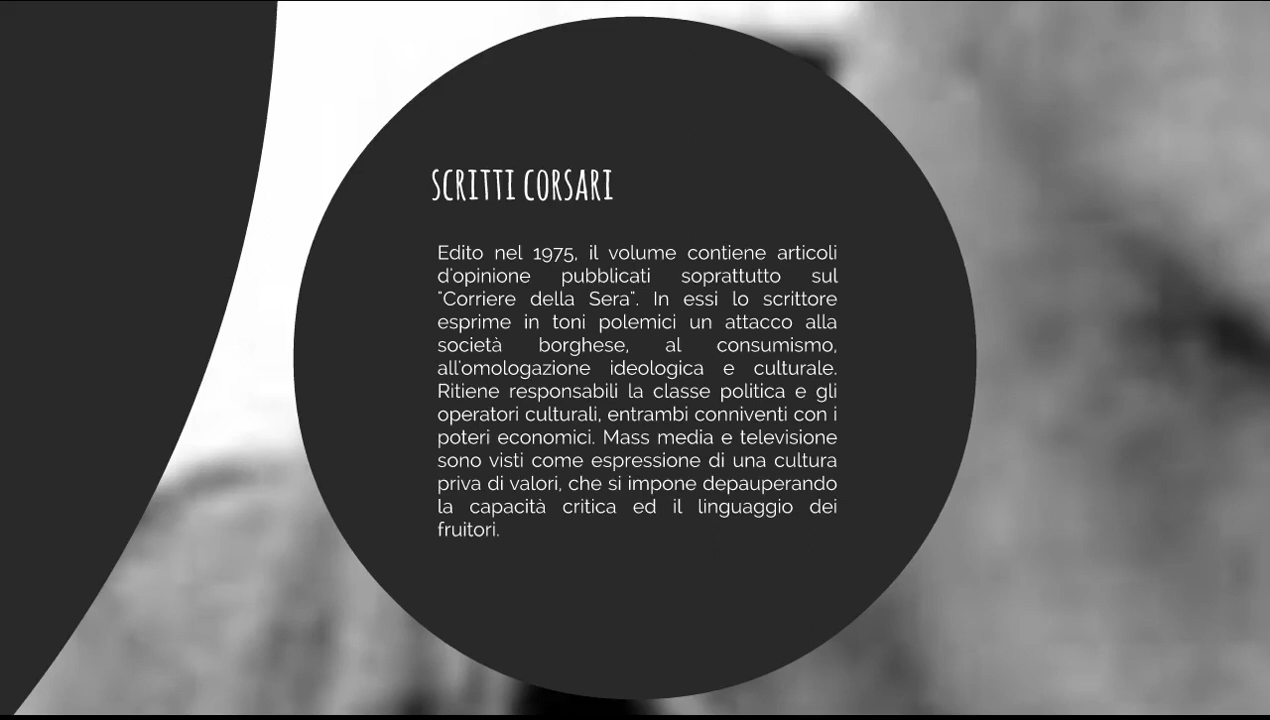 SCRITTI CORSARI
Edito nel 1975, il volume contiene articoli
d'opinione pubblicati soprattutto sul
"Corriere della Sera". In essi lo scrittore
esprime in toni polemici un attacco alla
società borghese, al consumismo,
all'omologazione ideologica e culturale.
Ritiene responsabili la classe politica e gli
operatori culturali, entrambi conniventi con i
poteri economici. Mass media e televisione
sono visti come espressione di una cultura
priva di valori, che si impone depauperando
la capacità critica ed il linguaggio dei
fruitori.